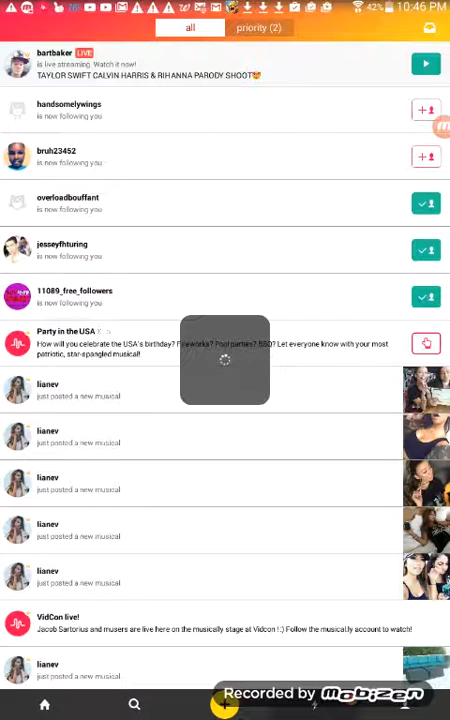 42% 10:46 PM
all priority (2)
bartbaker LIVE
is live streaming. Watch it now!
TAYLOR SWIFT CALVIN HARRIS & RIHANNA PARODY SHOOT😍
handsomelywings
is now following you
bruh23452
is now following you
overloadbouffant
is now following you
jesseyfhturing
is now following you
11089_free_followers
is now following you
Party in the USA
How will you celebrate the USA's birthday? Fireworks? Pool parties? BBQ? Let everyone know with your most
patriotic, star-spangled musical!
lianev
just posted a new musical
lianev
just posted a new musical
lianev
just posted a new musical
lianev
just posted a new musical
lianev
just posted a new musical
VidCon live!
Jacob Sartorius and musers are live here on the musically stage at Vidcon ! :) Follow the musical.ly account to watch!
lianev
just posted a new musical
Recorded by Mobizen